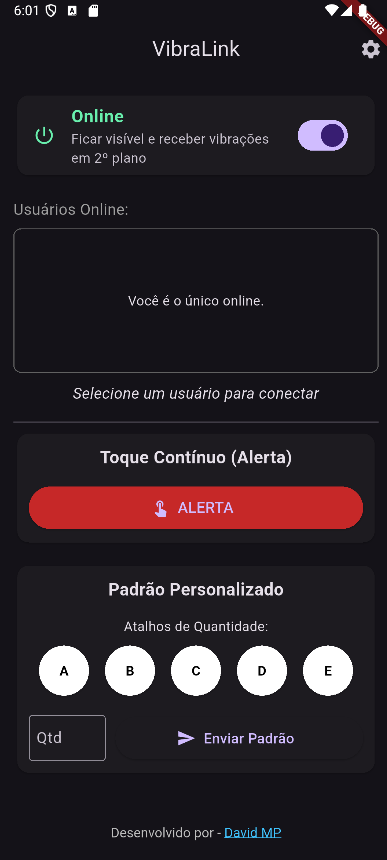 6:01
VibraLink
Online
Ficar visível e receber vibrações
em 2º plano
Usuários Online:
Você é o único online.
Selecione um usuário para conectar
Toque Contínuo (Alerta)
ALERTA
Padrão Personalizado
Atalhos de Quantidade:
A B C D E
Qtd
Enviar Padrão
Desenvolvido por - David MP